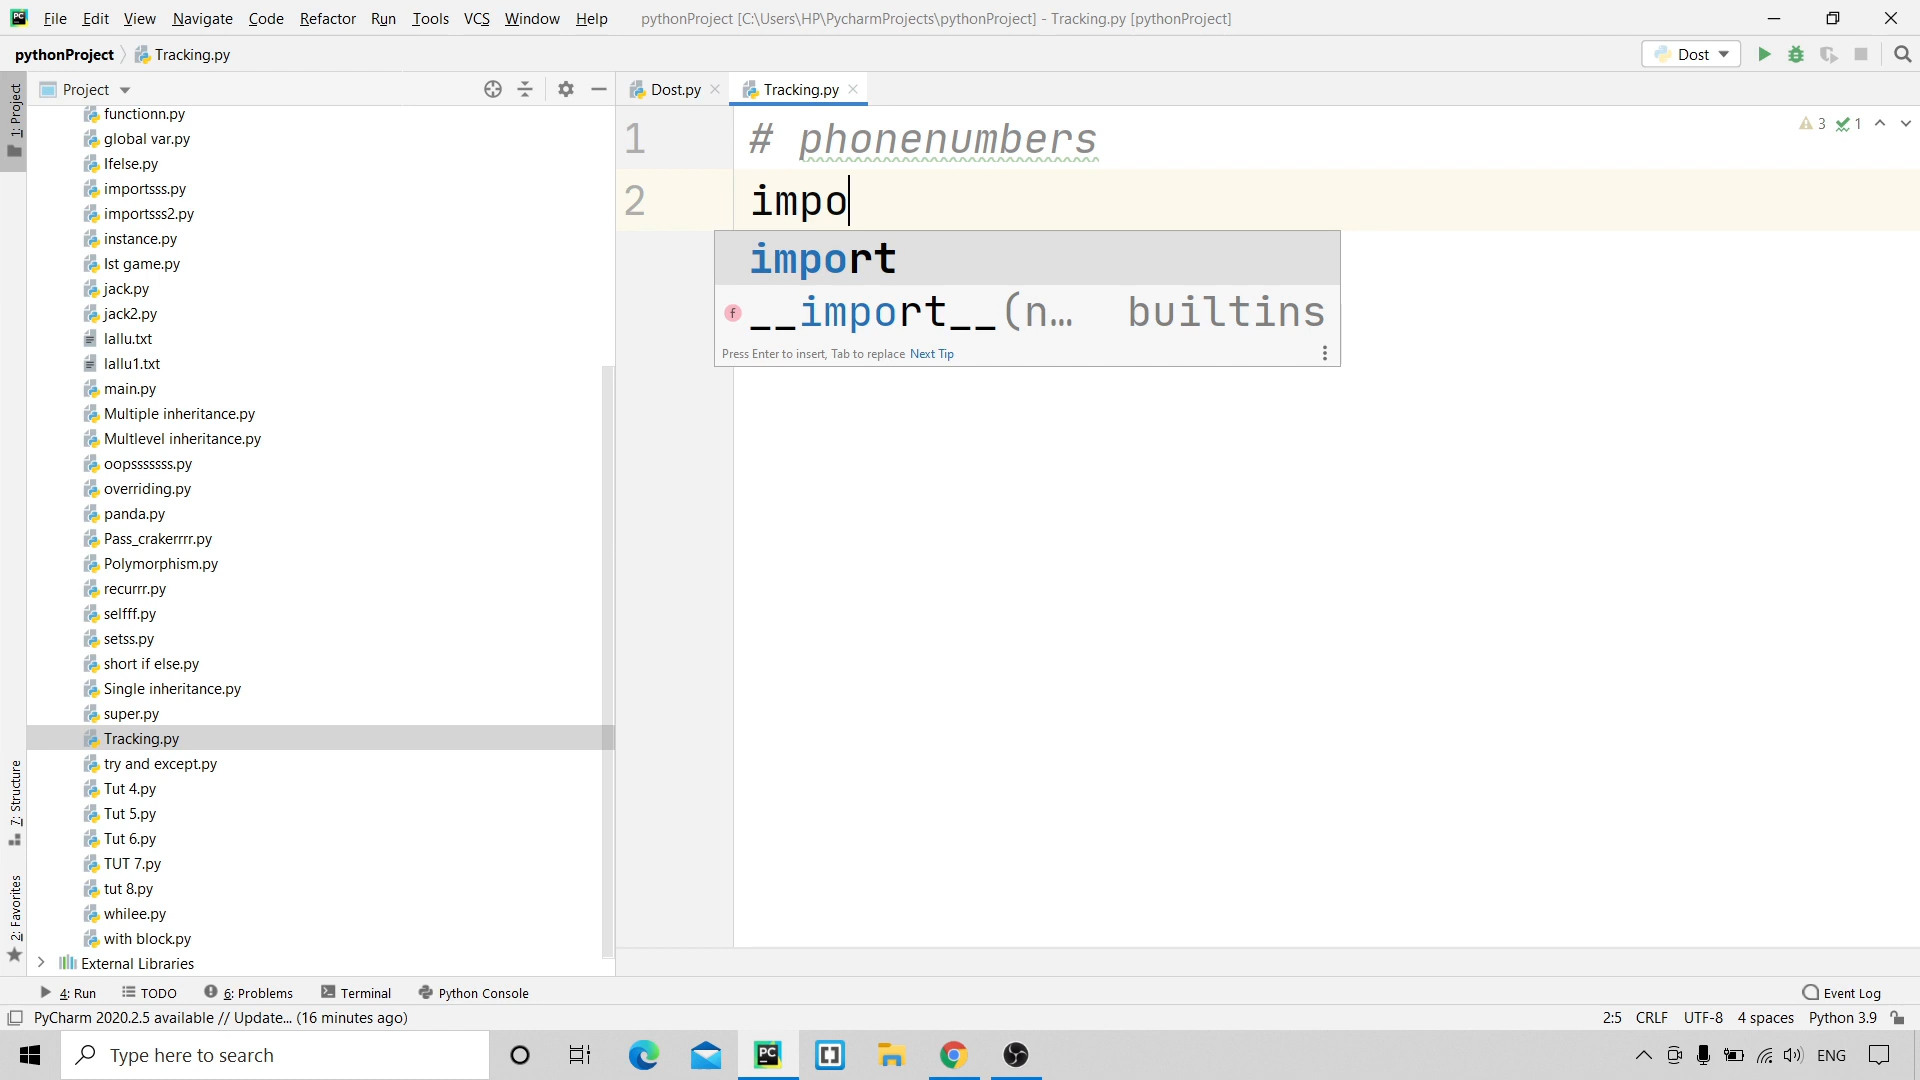 PC File Edit View Navigate Code Refactor Run Tools VCS Window Help pythonProject [C:\Users\HP\PycharmProjects\pythonProject] - Tracking.py [pythonProject]
pythonProject Tracking.py Dost
Project Dost.py Tracking.py
1: Project
7: Structure
2: Favorites
functionn.py
global var.py
Ifelse.py
importsss.py
importsss2.py
instance.py
Ist game.py
jack.py
jack2.py
lallu.txt
lallu1.txt
main.py
Multiple inheritance.py
Multlevel inheritance.py
oopsssssss.py
overriding.py
panda.py
Pass_crakerrrr.py
Polymorphism.py
recurrr.py
selfff.py
setss.py
short if else.py
Single inheritance.py
super.py
Tracking.py
try and except.py
Tut 4.py
Tut 5.py
Tut 6.py
TUT 7.py
tut 8.py
whilee.py
with block.py
External Libraries
1 # phonenumbers
3 1
2 impo
import
f __import__(n… builtins
Press Enter to insert, Tab to replace Next Tip
4: Run TODO 6: Problems Terminal Python Console Event Log
PyCharm 2020.2.5 available // Update... (16 minutes ago) 2:5 CRLF UTF-8 4 spaces Python 3.9
Type here to search PC ENG